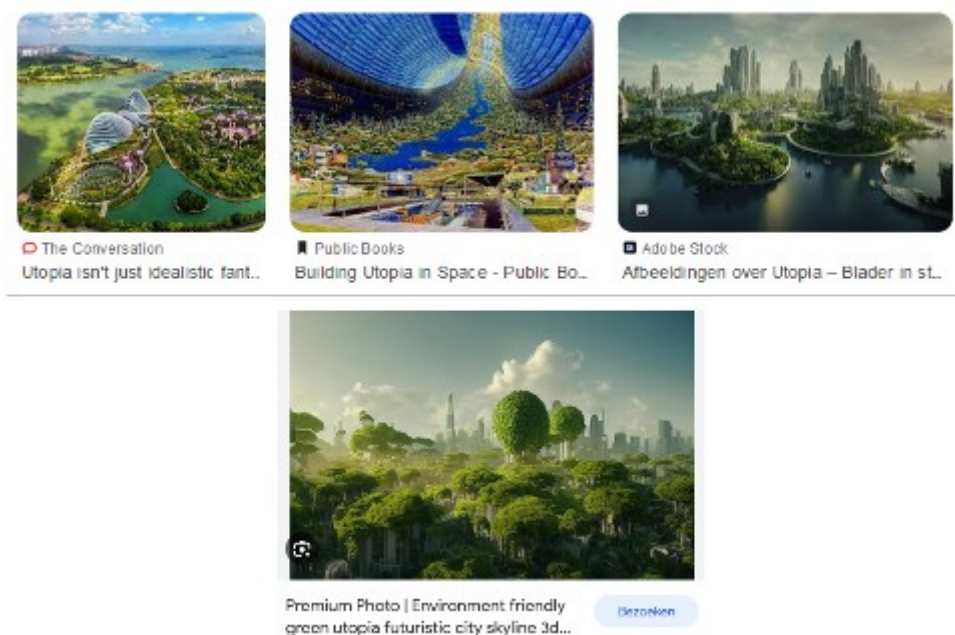 The Conversation
Utopia isn't just idealistic fant...
Public Books
Building Utopia in Space - Public Bo...
Adobe Stock
Afbeeldingen over Utopia – Blader in st...
Premium Photo | Environment friendly
green utopia futuristic city skyline 3d...
Bezoeken